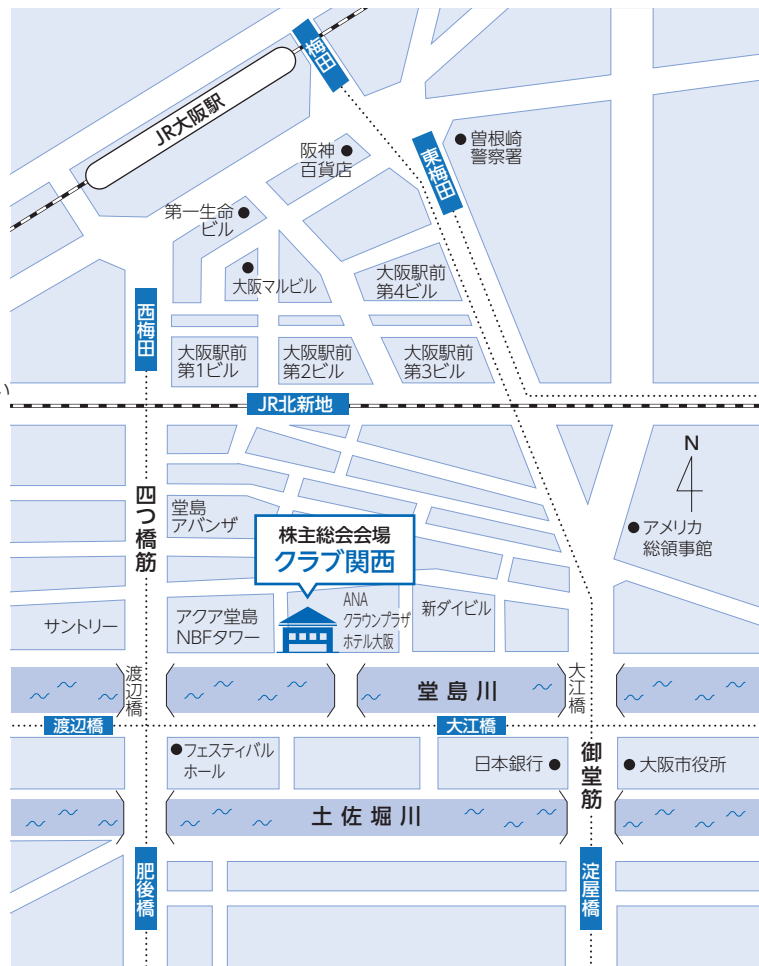 梅田
JR大阪駅
阪神
百貨店
東梅田
曽根崎
警察署
第一生命
ビル
大阪マルビル
大阪駅前
第4ビル
西梅田
大阪駅前
第1ビル
大阪駅前
第2ビル
大阪駅前
第3ビル
い
JR北新地
N
四つ橋筋
堂島
アバンザ
株主総会会場
クラブ関西
アメリカ
総領事館
サントリー
アクア堂島
NBFタワー
ANA
クラウンプラザ
ホテル大阪
新ダイビル
渡辺橋
堂島川
大江橋
渡辺橋
大江橋
フェスティバル
ホール
日本銀行
御堂筋
大阪市役所
土佐堀川
肥後橋
淀屋橋